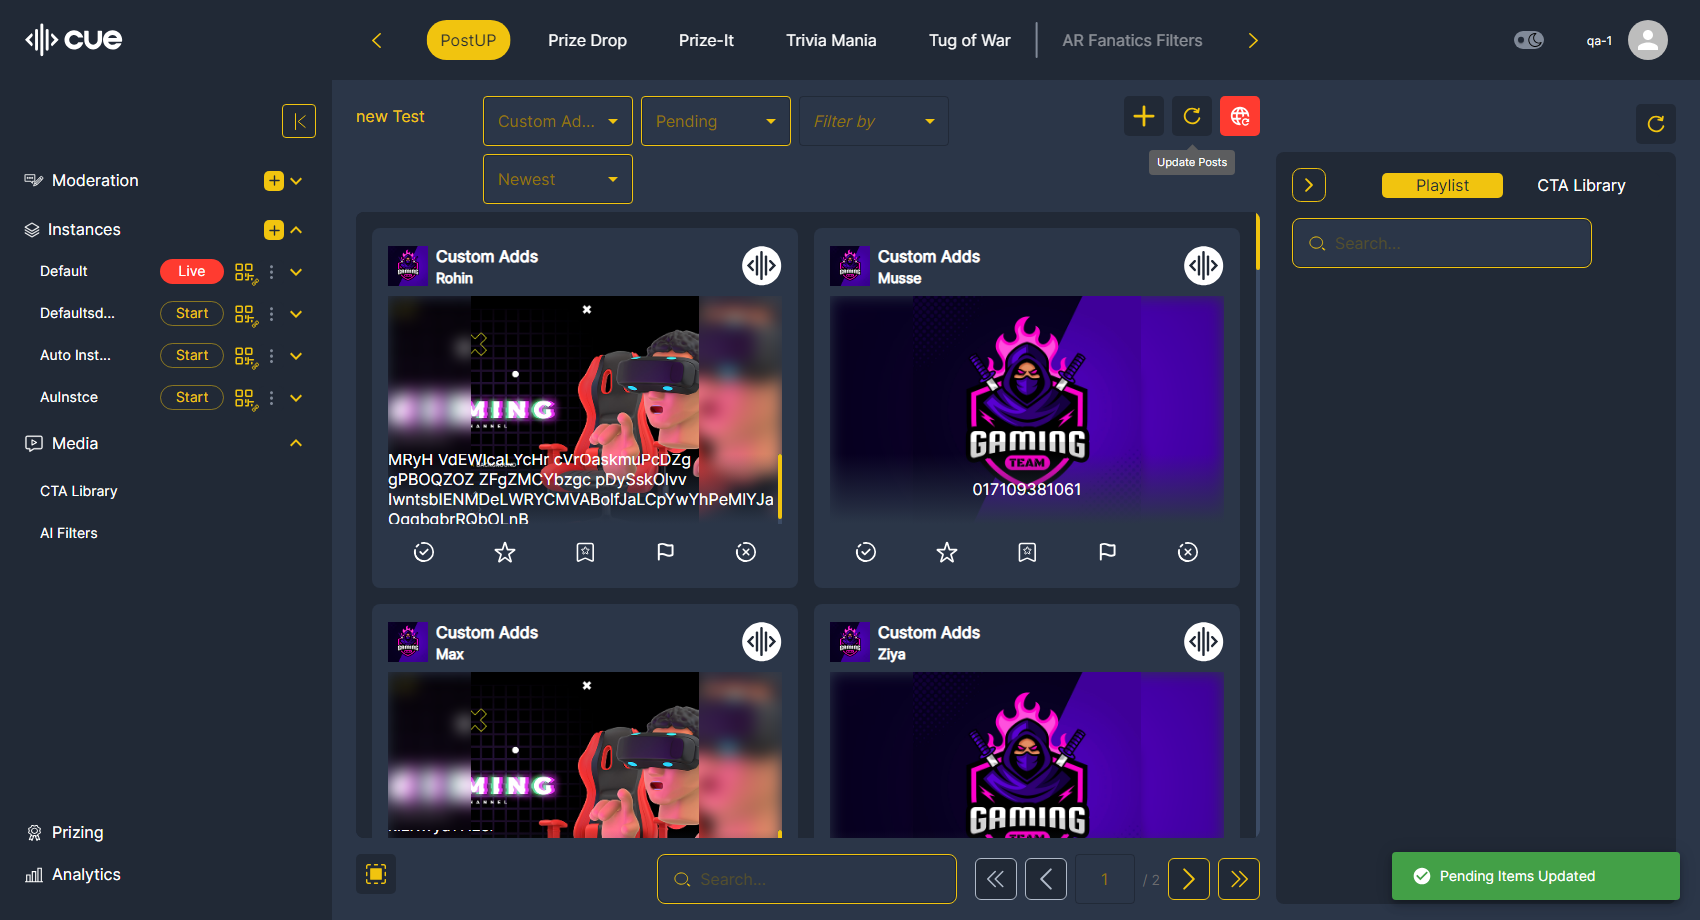 cue
PostUP
Prize Drop
Prize-It
Trivia Mania
Tug of War
AR Fanatics Filters
qa-1
new Test
Custom Ad...
Pending
Filter by
Newest
Update Posts
Moderation
Instances
Default
Live
Defaultsd...
Start
Auto Inst...
Start
AuInstce
Start
Media
CTA Library
AI Filters
Prizing
Analytics
Custom Adds
Rohin
MING
MRyH VdEWlcaLYcHr cVrOaskmuPcDZg
gPBOQZOZ ZFgZMCYbzgc pDySskOlvv
IwntsblENMDeLWRYCMVABolfJaLCpYwYhPeMlYJa
OqgbgbrRQbOLnB
Custom Adds
Musse
GAMING
TEAM
017109381061
Custom Adds
Max
MING
Custom Adds
Ziya
GAMING
TEAM
Search...
1
/ 2
Playlist
CTA Library
Search...
Pending Items Updated